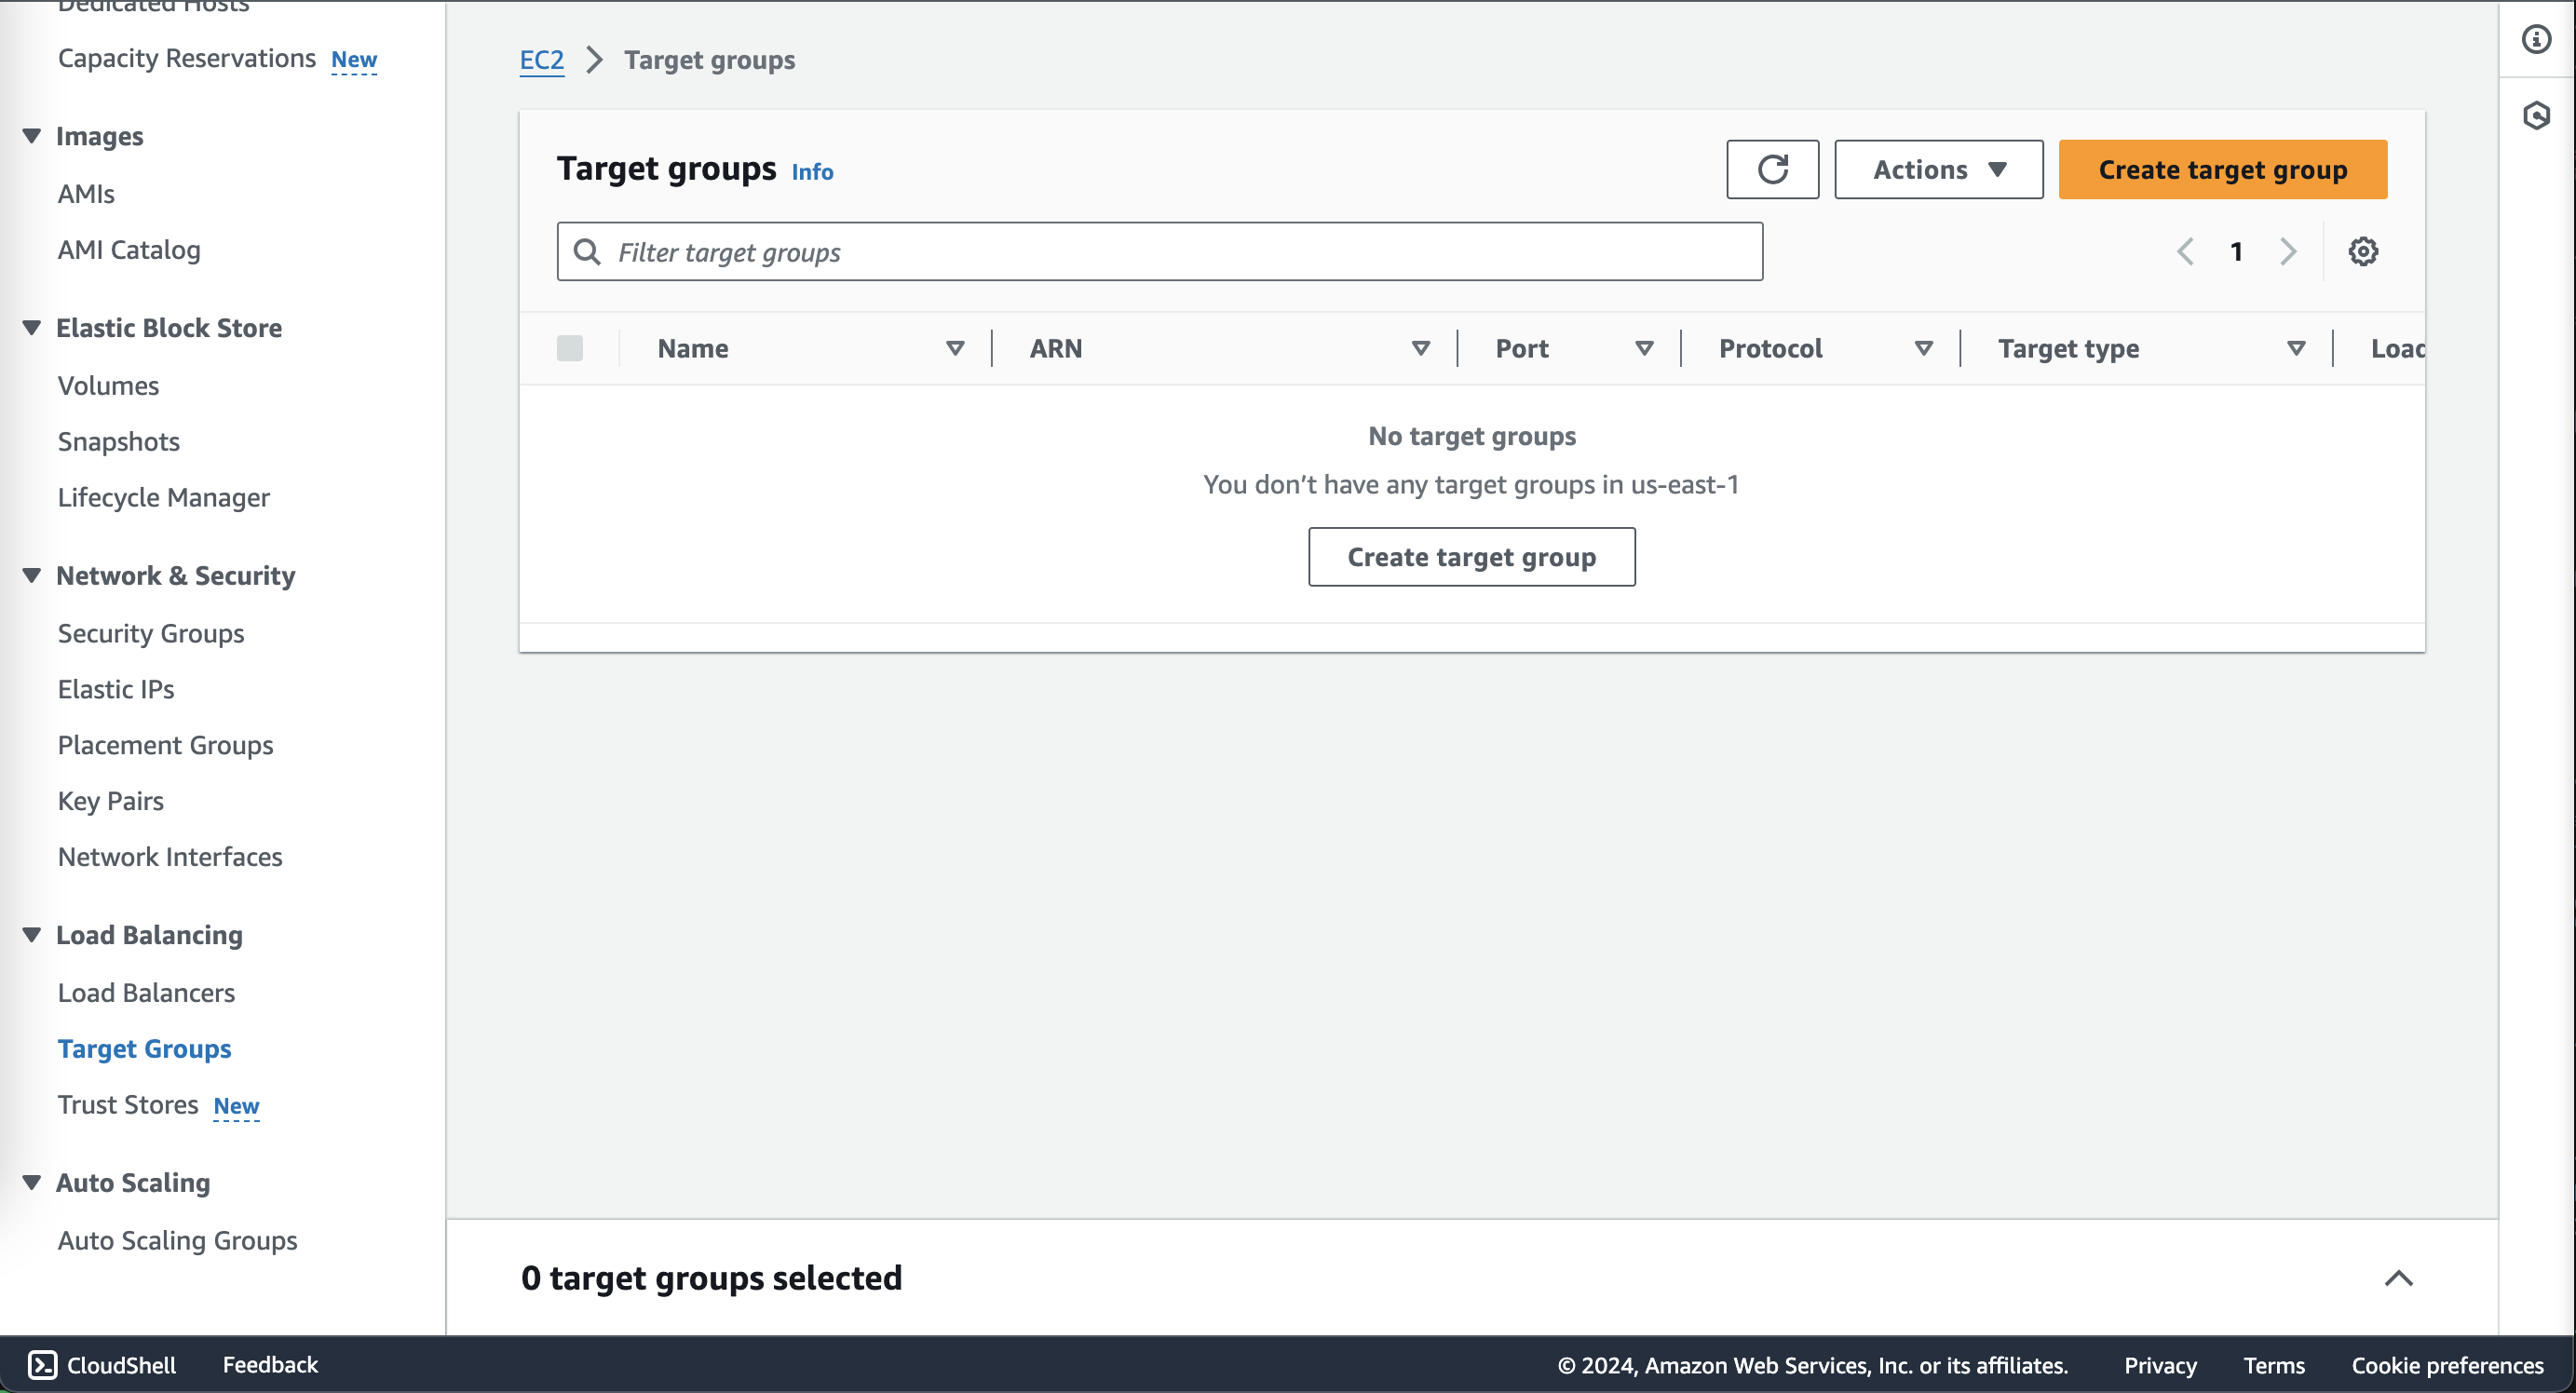 Dedicated Hosts
Capacity Reservations New
Images
AMIs
AMI Catalog
Elastic Block Store
Volumes
Snapshots
Lifecycle Manager
Network & Security
Security Groups
Elastic IPs
Placement Groups
Key Pairs
Network Interfaces
Load Balancing
Load Balancers
Target Groups
Trust Stores New
Auto Scaling
Auto Scaling Groups
EC2 Target groups
Target groups Info
Actions
Create target group
Filter target groups
1
Name ARN Port Protocol Target type Load
No target groups
You don’t have any target groups in us-east-1
Create target group
0 target groups selected
CloudShell Feedback © 2024, Amazon Web Services, Inc. or its affiliates. Privacy Terms Cookie preferences